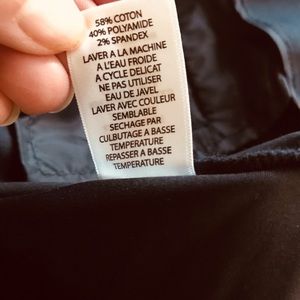 58% COTON
40% POLYAMIDE
2% SPANDEX
LAVER A LA MACHINE
A L'EAU FROIDE
A CYCLE DELICAT
NE PAS UTILISER
EAU DE JAVEL
LAVER AVEC COULEUR
SEMBLABLE
SECHAGE PAR
CULBUTAGE A BASSE
TEMPERATURE
REPASSER A BASSE
TEMPERATURE